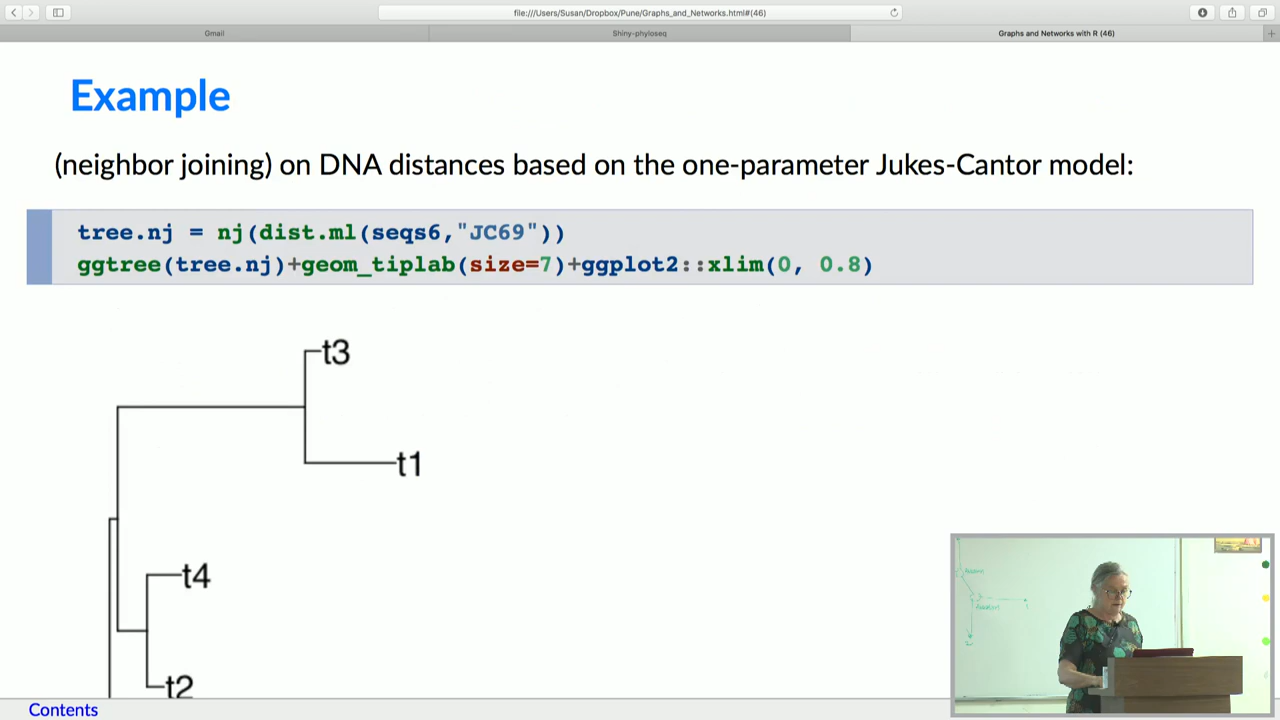 file:///Users/Susan/Dropbox/Pune/Graphs_and_Networks.html#(46)
Gmail
Shiny-phyloseq
Graphs and Networks with R (46)
Example
(neighbor joining) on DNA distances based on the one-parameter Jukes-Cantor model:
tree.nj = nj(dist.ml(seqs6,"JC69"))
ggtree(tree.nj)+geom_tiplab(size=7)+ggplot2::xlim(0, 0.8)
t3
t1
t4
t2
Contents